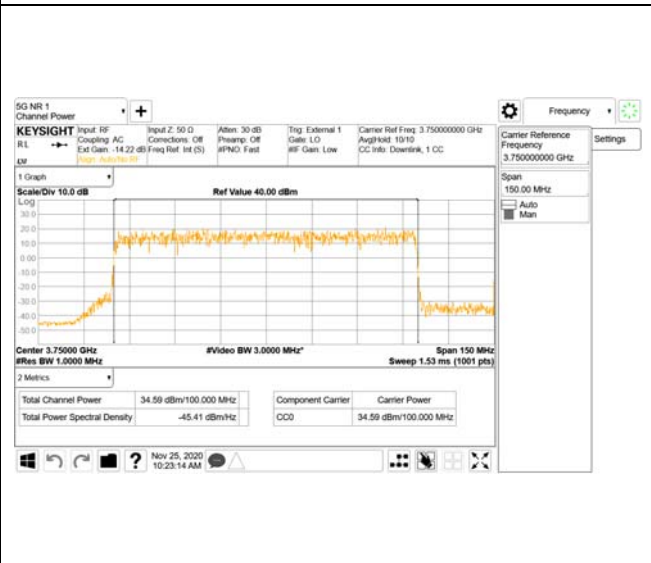 5G NR 1
Channel Power
+
Frequency
KEYSIGHT
Input: RF
Input Z: 50 Ω
Atten: 30 dB
Trig: External 1
Carrier Ref Freq: 3.750000000 GHz
RL
Coupling: AC
Corrections: Off
Preamp: Off
Gate: LO
Avg|Hold: 10/10
Ext Gain: -14.22 dB
Freq Ref: Int (S)
#PNO: Fast
#IF Gain: Low
CC Info: Downlink, 1 CC
Align: Auto/No RF
Carrier Reference
Frequency
3.750000000 GHz
Settings
Span
150.00 MHz
Auto
Man
1 Graph
Scale/Div 10.0 dB
Ref Value 40.00 dBm
Log
30.0
20.0
10.0
0.00
-10.0
-20.0
-30.0
-40.0
-50.0
Center 3.75000 GHz
#Video BW 3.0000 MHz*
Span 150 MHz
#Res BW 1.0000 MHz
Sweep 1.53 ms (1001 pts)
2 Metrics
Total Channel Power
34.59 dBm/100.000 MHz
Total Power Spectral Density
-45.41 dBm/Hz
Component Carrier
Carrier Power
CC0
34.59 dBm/100.000 MHz
?
Nov 25, 2020
10:23:14 AM